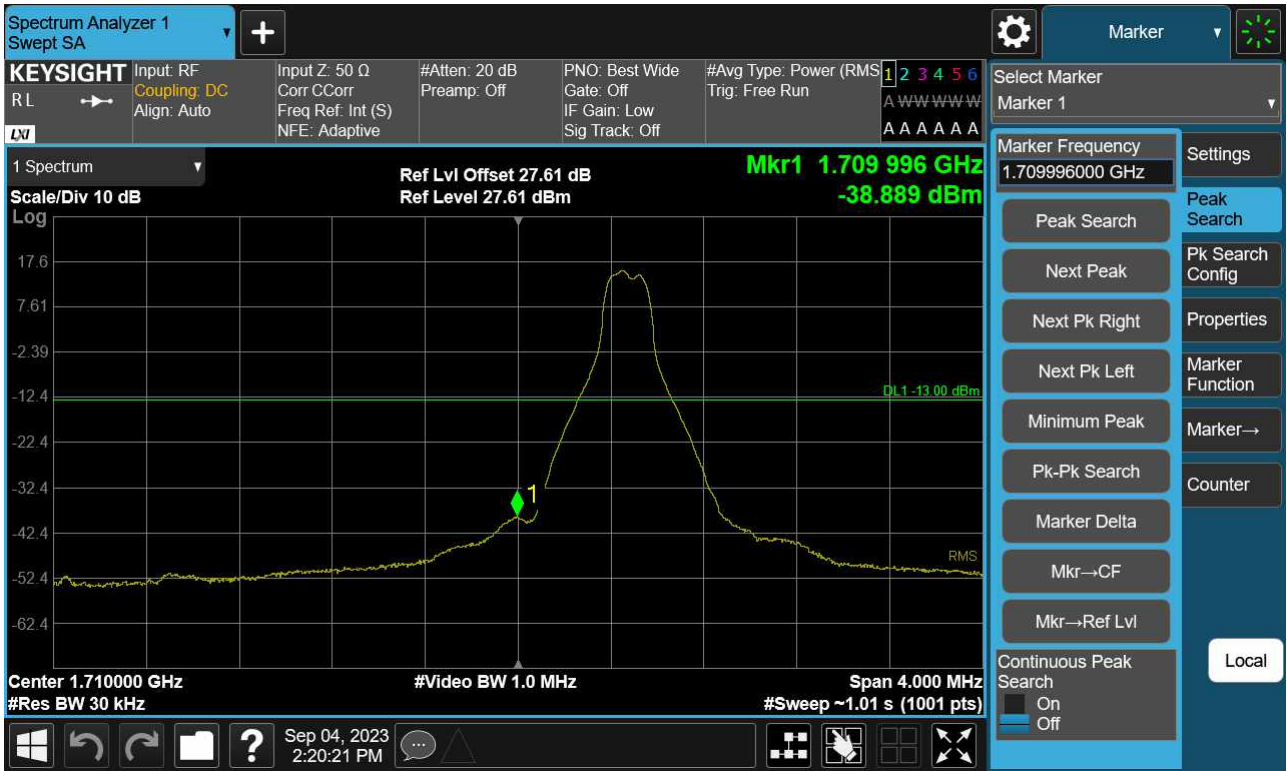 Spectrum Analyzer 1
Swept SA
+
Marker
KEYSIGHT
RL
LXI
Input: RF
Coupling: DC
Align: Auto
Input Z: 50 Ω
Corr CCorr
Freq Ref: Int (S)
NFE: Adaptive
#Atten: 20 dB
Preamp: Off
PNO: Best Wide
Gate: Off
IF Gain: Low
Sig Track: Off
#Avg Type: Power (RMS
Trig: Free Run
1 2 3 4 5 6
A W W W W W
A A A A A A
Select Marker
Marker 1
1 Spectrum
Scale/Div 10 dB
Log
Ref Lvl Offset 27.61 dB
Ref Level 27.61 dBm
Mkr1 1.709 996 GHz
-38.889 dBm
17.6
7.61
-2.39
-12.4
-22.4
-32.4
-42.4
-52.4
-62.4
DL1 -13.00 dBm
1
RMS
Center 1.710000 GHz
#Res BW 30 kHz
#Video BW 1.0 MHz
Span 4.000 MHz
#Sweep ~1.01 s (1001 pts)
Marker Frequency
1.709996000 GHz
Peak Search
Next Peak
Next Pk Right
Next Pk Left
Minimum Peak
Pk-Pk Search
Marker Delta
Mkr→CF
Mkr→Ref Lvl
Continuous Peak
Search
On
Off
Settings
Peak
Search
Pk Search
Config
Properties
Marker
Function
Marker→
Counter
Local
?
Sep 04, 2023
2:20:21 PM